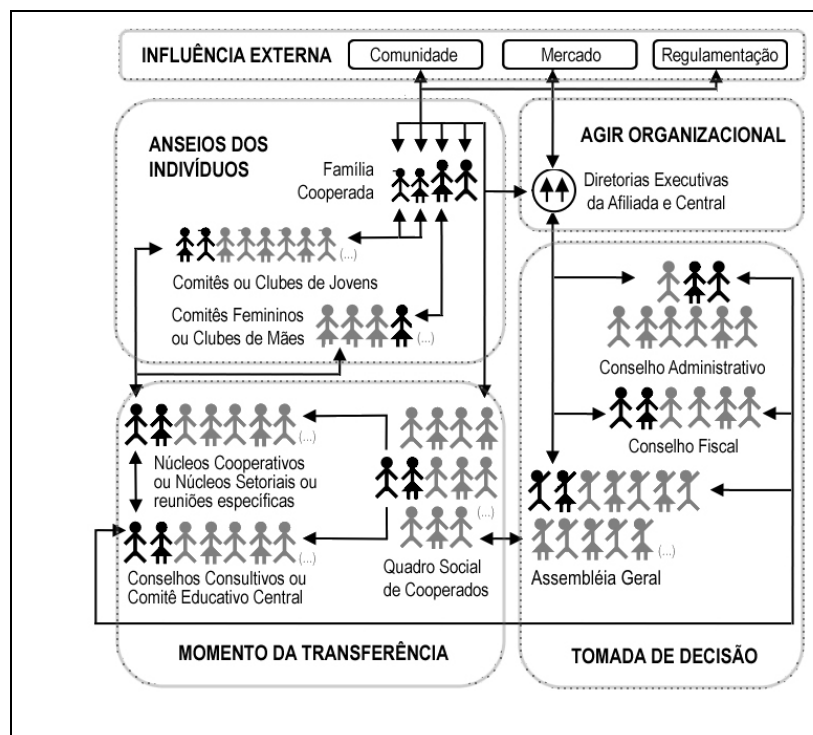 INFLUÊNCIA EXTERNA
Comunidade
Mercado
Regulamentação
ANSEIOS DOS
INDIVÍDUOS
Família
Cooperada
(...)
Comitês ou Clubes de Jovens
Comitês Femininos
ou Clubes de Mães
(...)
AGIR ORGANIZACIONAL
Diretorias Executivas
da Afiliada e Central
Conselho Administrativo
Conselho Fiscal
(...)
Assembléia Geral
TOMADA DE DECISÃO
(...)
Núcleos Cooperativos
ou Núcleos Setoriais ou
reuniões específicas
(...)
Conselhos Consultivos ou
Comitê Educativo Central
(...)
Quadro Social
de Cooperados
MOMENTO DA TRANSFERÊNCIA